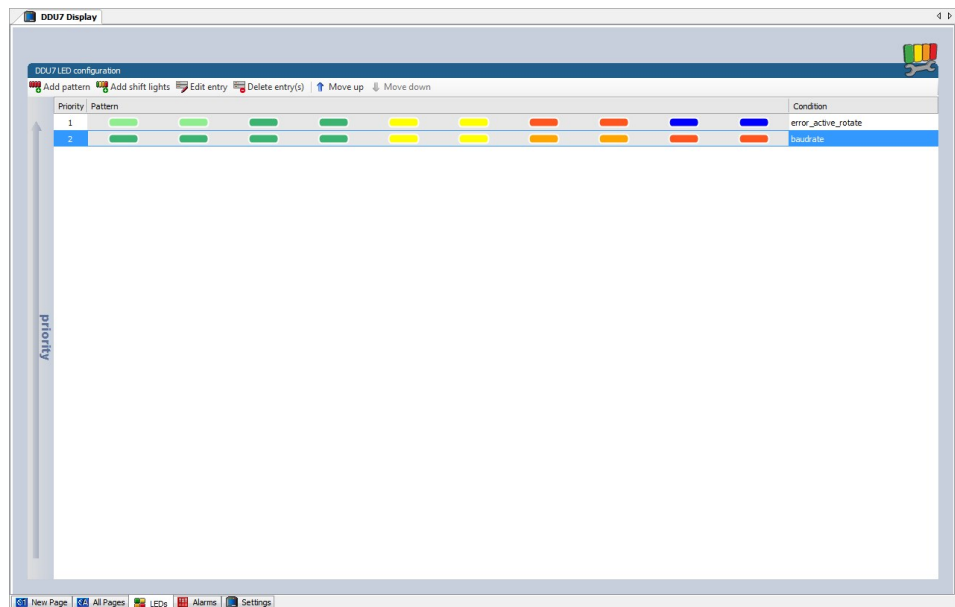 DDU7 Display
DDU7 LED configuration
Add pattern Add shift lights Edit entry Delete entry(s) Move up Move down
Priority Pattern Condition
1 error_active_rotate
2 baudrate
priority
New Page All Pages LEDs Alarms Settings